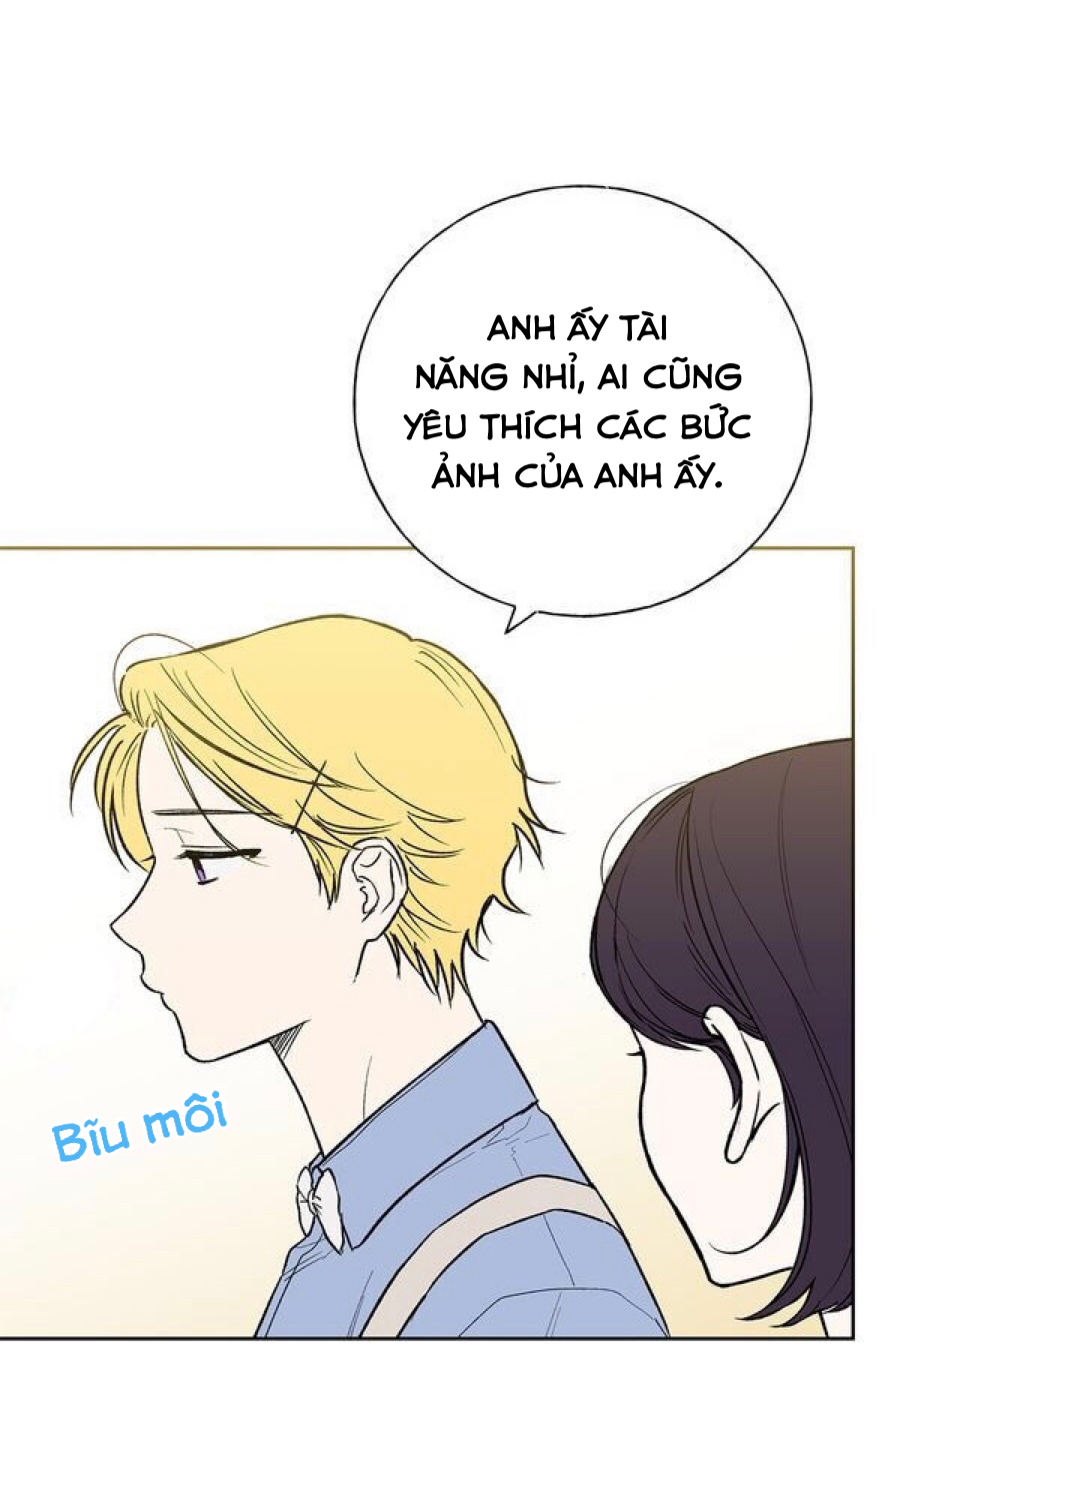 ANH ẤY TÀI
NĂNG NHỈ, AI CŨNG
YÊU THÍCH CÁC BỨC
ẢNH CỦA ANH ẤY.
Bĩu môi